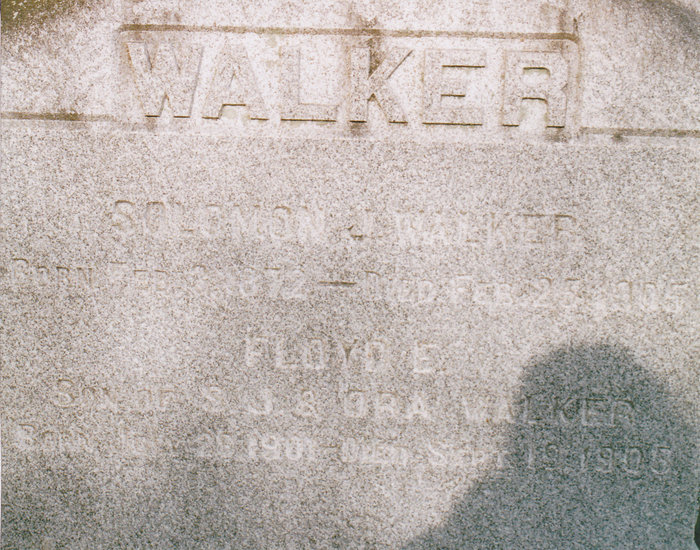 WALKER
SOLOMON J. WALKER
BORN FEB. 1872 — DIED FEB. 23, 1905
FLOYD E.
SON OF S. J. & ORA WALKER
BORN 1901 — DIED SEPT. 19, 1905